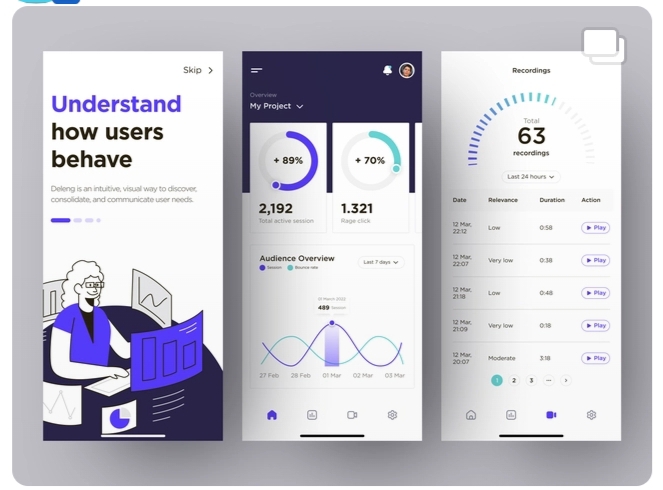 Skip
Understand
how users
behave
Deleng is an intuitive, visual way to discover,
consolidate, and communicate user needs.
Overview
My Project
+ 89%
+ 70%
2,192
Total active session
1.321
Rage click
Audience Overview
Session
Bounce rate
Last 7 days
01 March 2022
489 Session
27 Feb
28 Feb
01 Mar
02 Mar
03 Mar
Recordings
Total
63
recordings
Last 24 hours
Date Relevance Duration Action
12 Mar,
22:12
Low 0:58 Play
12 Mar,
22:07
Very low 0:38 Play
12 Mar,
21:18
Low 0:48 Play
12 Mar,
21:09
Very low 0:18 Play
12 Mar,
20:07
Moderate 3:18 Play
1 2 3 ...